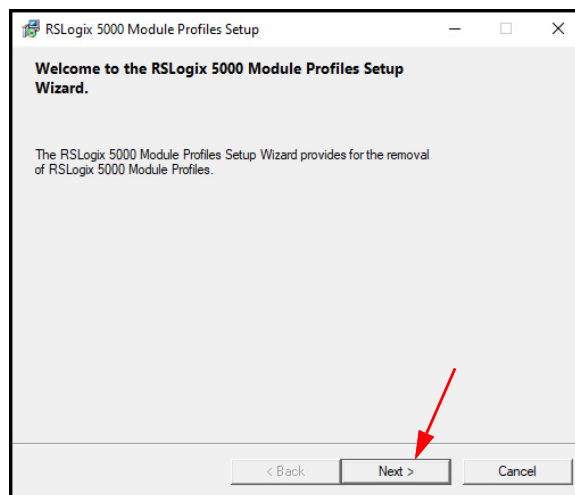 RSLogix 5000 Module Profiles Setup
Welcome to the RSLogix 5000 Module Profiles Setup
Wizard.
The RSLogix 5000 Module Profiles Setup Wizard provides for the removal
of RSLogix 5000 Module Profiles.
< Back Next > Cancel